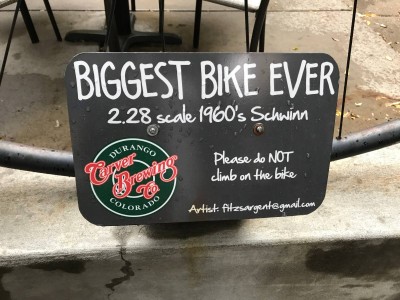 BIGGEST BIKE EVER
2.28 scale 1960's Schwinn
DURANGO
Carver
Brewing
Co.
COLORADO
Please do NOT
climb on the bike
Artist: fitzsargent@gmail.com